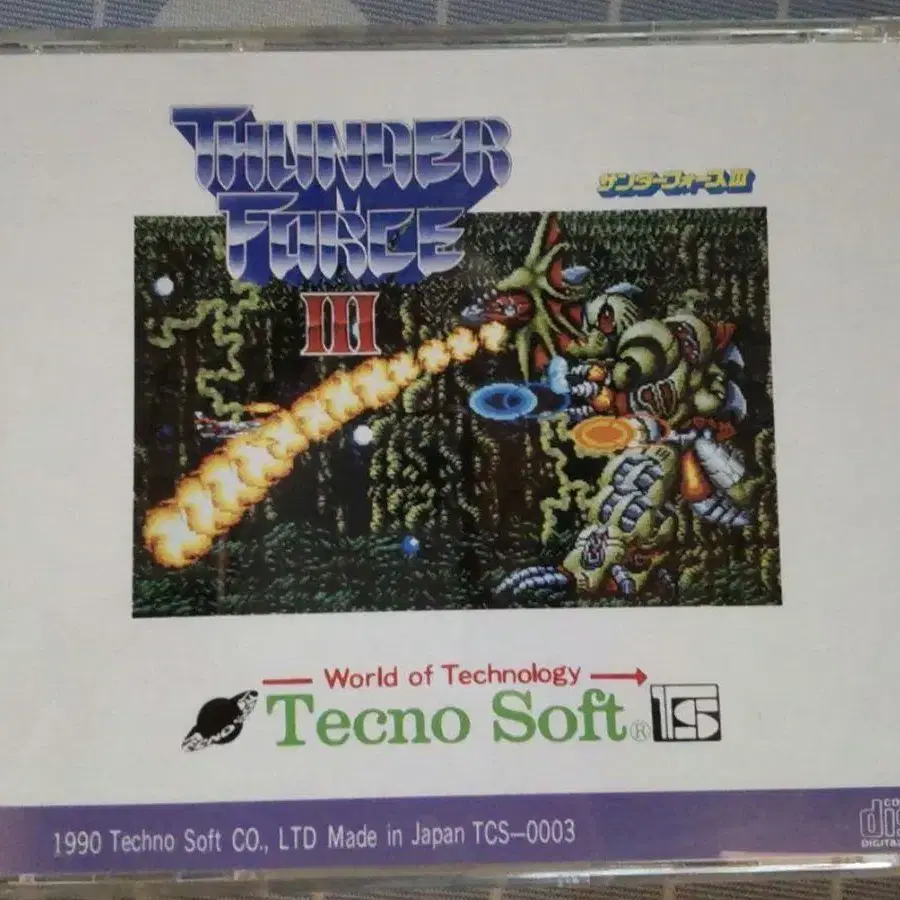 THUNDER
FORCE
III
サンダーフォースIII
World of Technology
Tecno Soft®
TCS
1990 Techno Soft CO., LTD Made in Japan TCS-0003